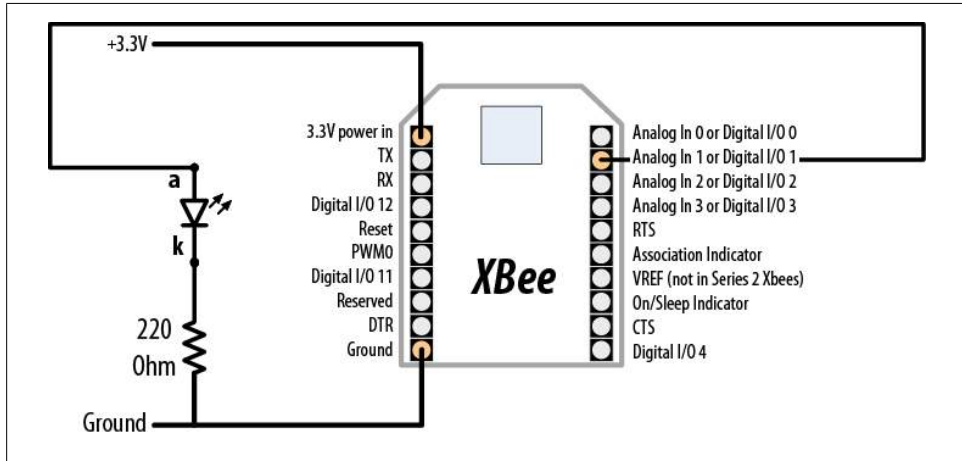 +3.3V
3.3V power in
TX
RX
Digital I/O 12
Reset
PWM0
Digital I/O 11
Reserved
DTR
Ground
XBee
Analog In 0 or Digital I/O 0
Analog In 1 or Digital I/O 1
Analog In 2 or Digital I/O 2
Analog In 3 or Digital I/O 3
RTS
Association Indicator
VREF (not in Series 2 Xbees)
On/Sleep Indicator
CTS
Digital I/O 4
a
k
220
Ohm
Ground